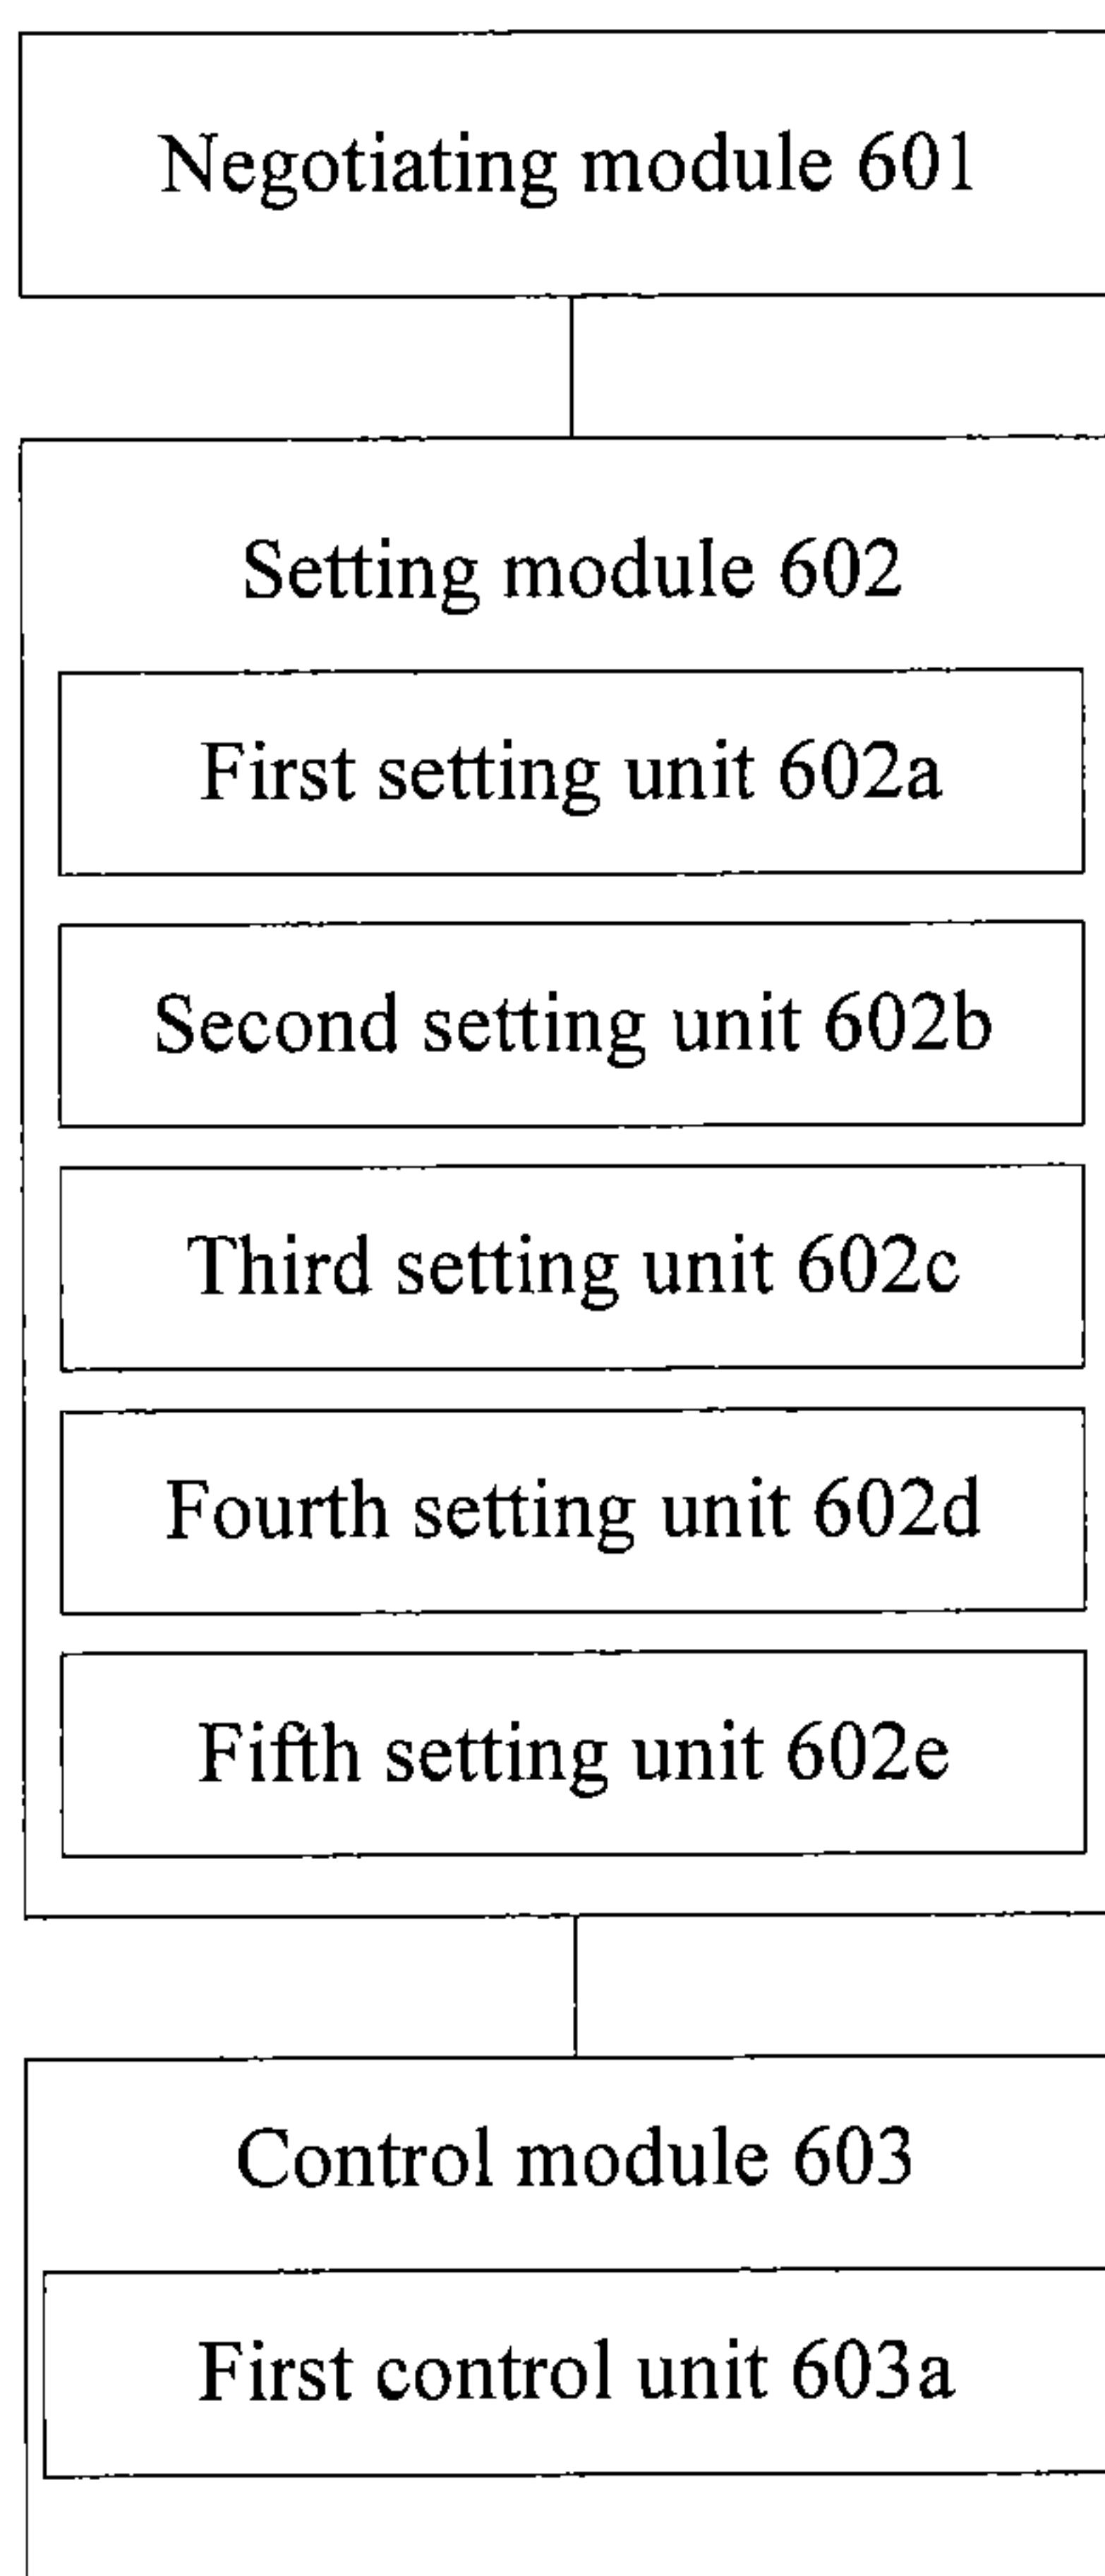 Negotiating module 601
Setting module 602
First setting unit 602a
Second setting unit 602b
Third setting unit 602c
Fourth setting unit 602d
Fifth setting unit 602e
Control module 603
First control unit 603a